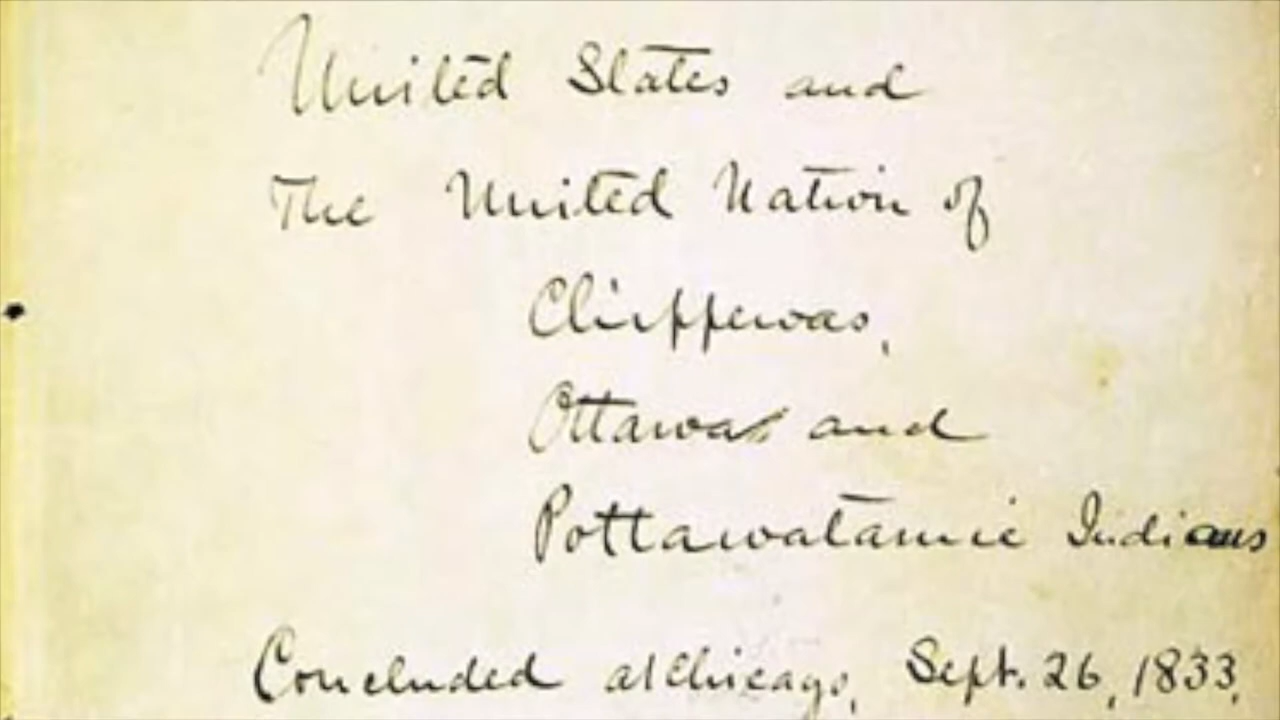 United States and
The United Nation of
Chippewas,
Ottawas and
Pottawatamie Indians
Concluded at Chicago, Sept. 26, 1833.